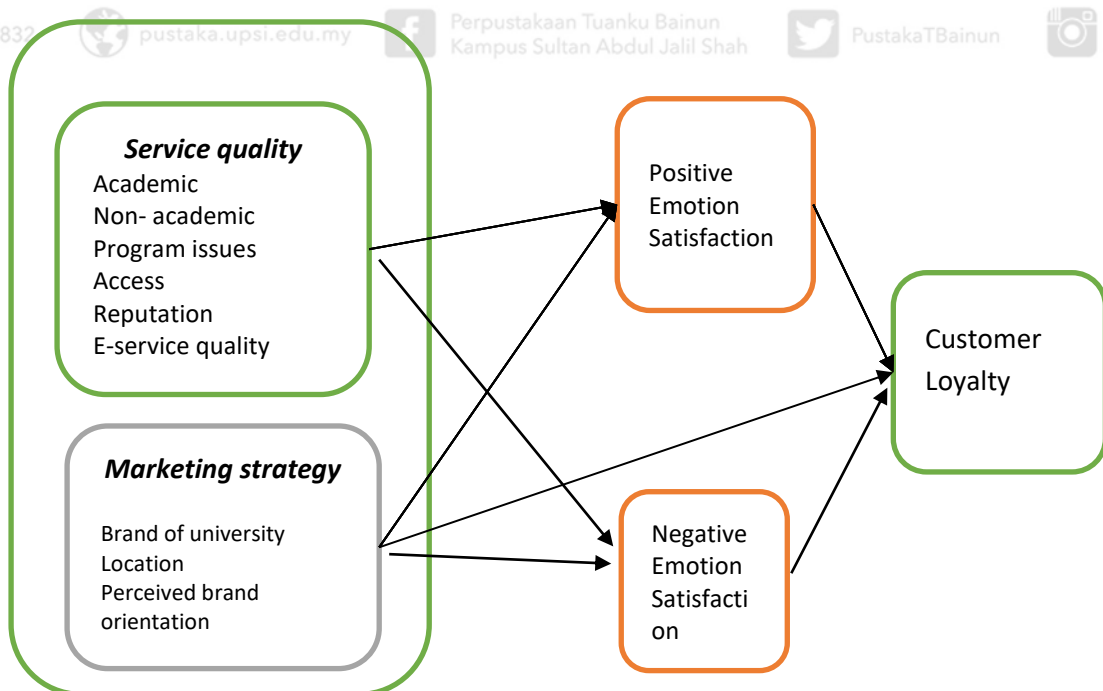 832
pustaka.upsi.edu.my
Perpustakaan Tuanku Bainun
Kampus Sultan Abdul Jalil Shah
PustakaTBainun
Service quality
Academic
Non- academic
Program issues
Access
Reputation
E-service quality
Marketing strategy
Brand of university
Location
Perceived brand
orientation
Positive
Emotion
Satisfaction
Negative
Emotion
Satisfacti
on
Customer
Loyalty